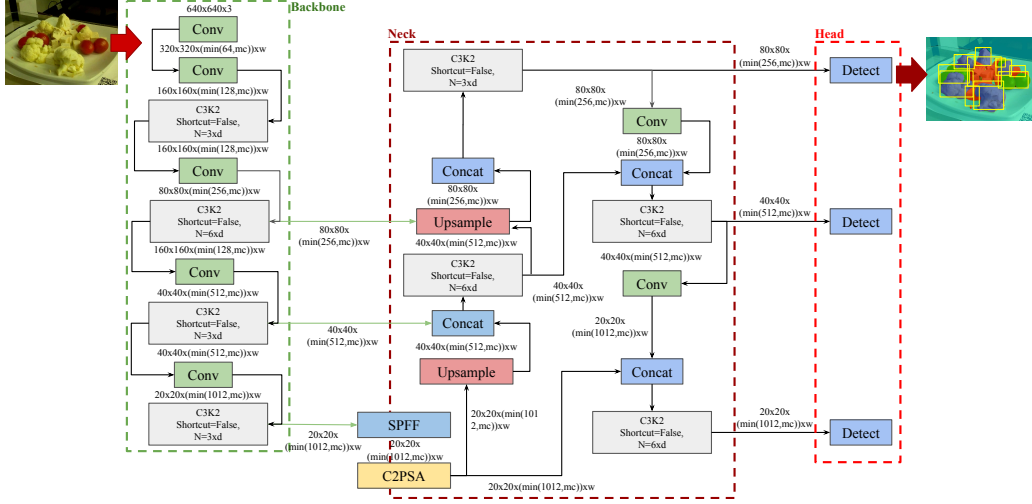 Backbone
640x640x3
Conv
320x320x(min(64,mc))xw
Conv
160x160x(min(128,mc))xw
C3K2
Shortcut=False,
N=3xd
160x160x(min(128,mc))xw
Conv
80x80x(min(256,mc))xw
C3K2
Shortcut=False,
N=6xd
160x160x(min(128,mc))xw
Conv
40x40x(min(512,mc))xw
C3K2
Shortcut=False,
N=3xd
40x40x(min(512,mc))xw
Conv
20x20x(min(1012,mc))xw
C3K2
Shortcut=False,
N=3xd
80x80x
(min(256,mc))xw
40x40x
(min(512,mc))xw
20x20x
(min(1012,mc))xw
Neck
C3K2
Shortcut=False,
N=3xd
Concat
80x80x
(min(256,mc))xw
Upsample
40x40x(min(512,mc))xw
C3K2
Shortcut=False,
N=6xd
Concat
40x40x(min(512,mc))xw
Upsample
20x20x(min(101
2,mc))xw
SPFF
20x20x
(min(1012,mc))xw
C2PSA
20x20x(min(1012,mc))xw
40x40x
(min(512,mc))xw
80x80x
(min(256,mc))xw
Conv
80x80x
(min(256,mc))xw
Concat
C3K2
Shortcut=False,
N=6xd
40x40x(min(512,mc))xw
Conv
20x20x
(min(1012,mc))xw
Concat
C3K2
Shortcut=False,
N=6xd
80x80x
(min(256,mc))xw
40x40x
(min(512,mc))xw
20x20x
(min(1012,mc))xw
Head
Detect
Detect
Detect